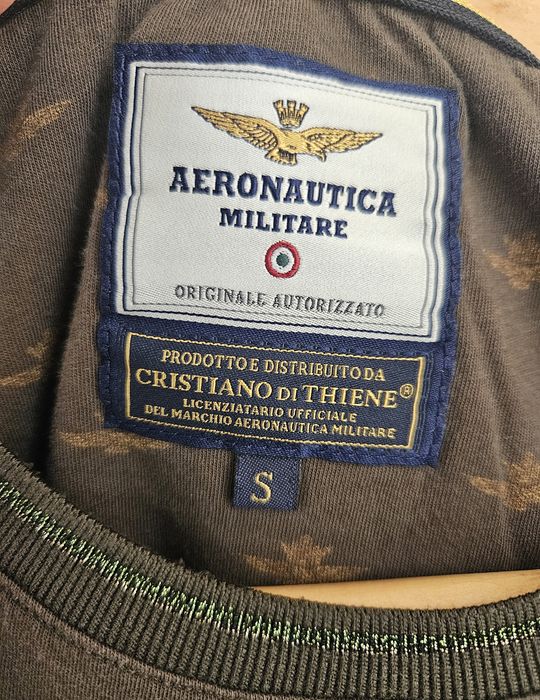 AERONAUTICA
MILITARE
ORIGINALE AUTORIZZATO
PRODOTTO E DISTRIBUITO DA
CRISTIANO DI THIENE®
LICENZIATARIO UFFICIALE
DEL MARCHIO AERONAUTICA MILITARE
S